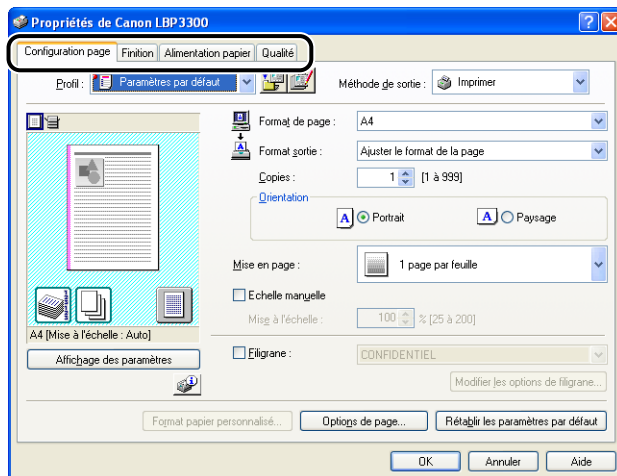 Propriétés de Canon LBP3300
Configuration page Finition Alimentation papier Qualité
Profil : Paramètres par défaut Méthode de sortie : Imprimer
Format de page : A4
Format sortie : Ajuster le format de la page
Copies : 1 [1 à 999]
Orientation
A Portrait A Paysage
Mise en page : 1 page par feuille
Echelle manuelle
Mise à l'échelle : 100 % [25 à 200]
A4 [Mise à l'échelle : Auto]
Affichage des paramètres
Filigrane : CONFIDENTIEL
Modifier les options de filigrane...
Format papier personnalisé... Options de page... Rétablir les paramètres par défaut
OK Annuler Aide